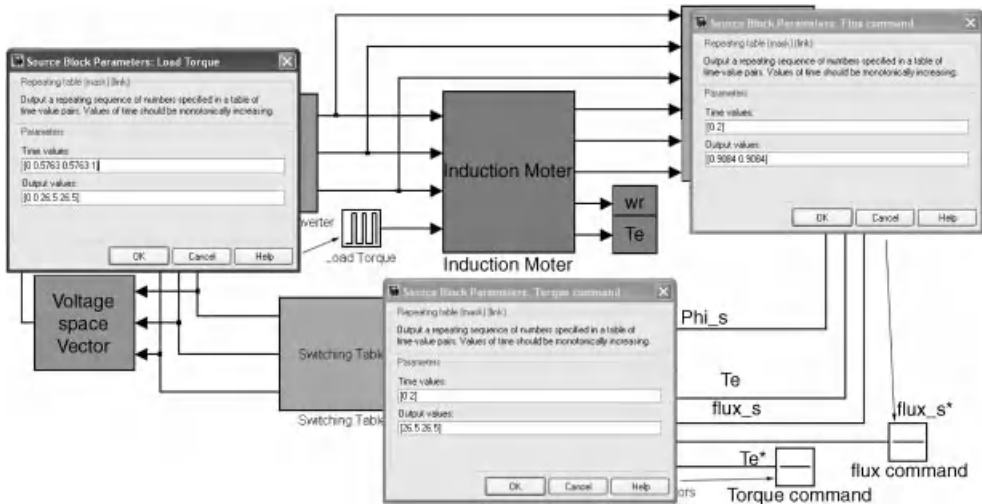 Source Block Parameters: Load Torque
Repeating table (mask) (link)
Output a repeating sequence of numbers specified in a table of
time-value pairs. Values of time should be monotonically increasing.
Parameters
Time values:
[0 0.5763 0.5763 1]
Output values:
[0 0 26.5 26.5]
OK
Cancel
Help
Source Block Parameters: Flux command
Repeating table (mask) (link)
Output a repeating sequence of numbers specified in a table of
time-value pairs. Values of time should be monotonically increasing.
Parameters
Time values:
[0 2]
Output values:
[0.9084 0.9084]
OK
Cancel
Help
Induction Moter
wr
Te
Load Torque
Induction Moter
Voltage
space
Vector
Switching Table
Switching Table
Source Block Parameters: Torque command
Repeating table (mask) (link)
Output a repeating sequence of numbers specified in a table of
time-value pairs. Values of time should be monotonically increasing.
Parameters
Time values:
[0 2]
Output values:
[26.5 26.5]
OK
Cancel
Help
Phi_s
Te
flux_s
flux_s*
flux command
Te*
Torque command